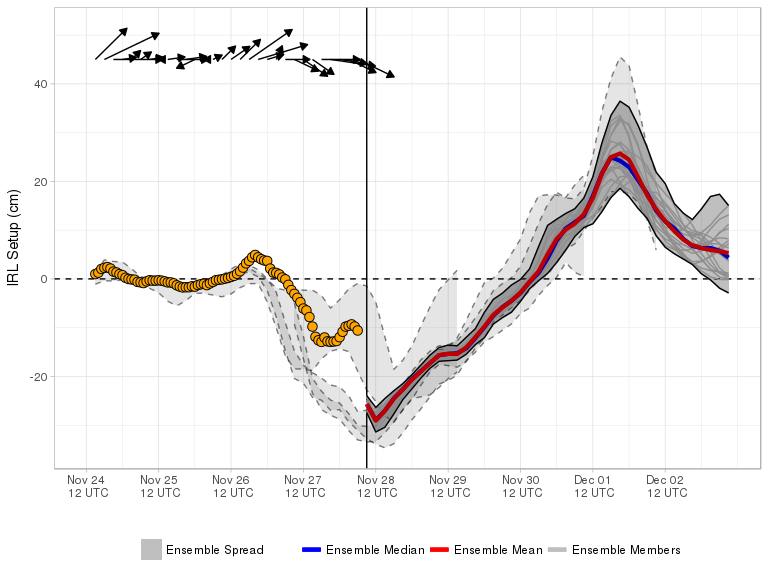 IRL Setup (cm)
40
20
0
-20
Nov 24 Nov 25 Nov 26 Nov 27 Nov 28 Nov 29 Nov 30 Dec 01 Dec 02
12 UTC 12 UTC 12 UTC 12 UTC 12 UTC 12 UTC 12 UTC 12 UTC 12 UTC
Ensemble Spread Ensemble Median Ensemble Mean Ensemble Members